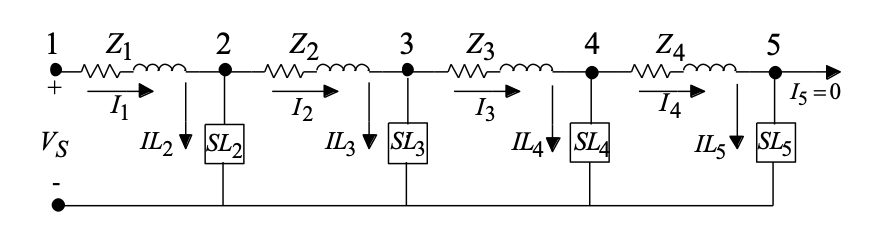 1 Z1 2 Z2 3 Z3 4 Z4 5
+ I1 I2 I3 I4 I5 = 0
VS IL2 SL2 IL3 SL3 IL4 SL4 IL5 SL5
-